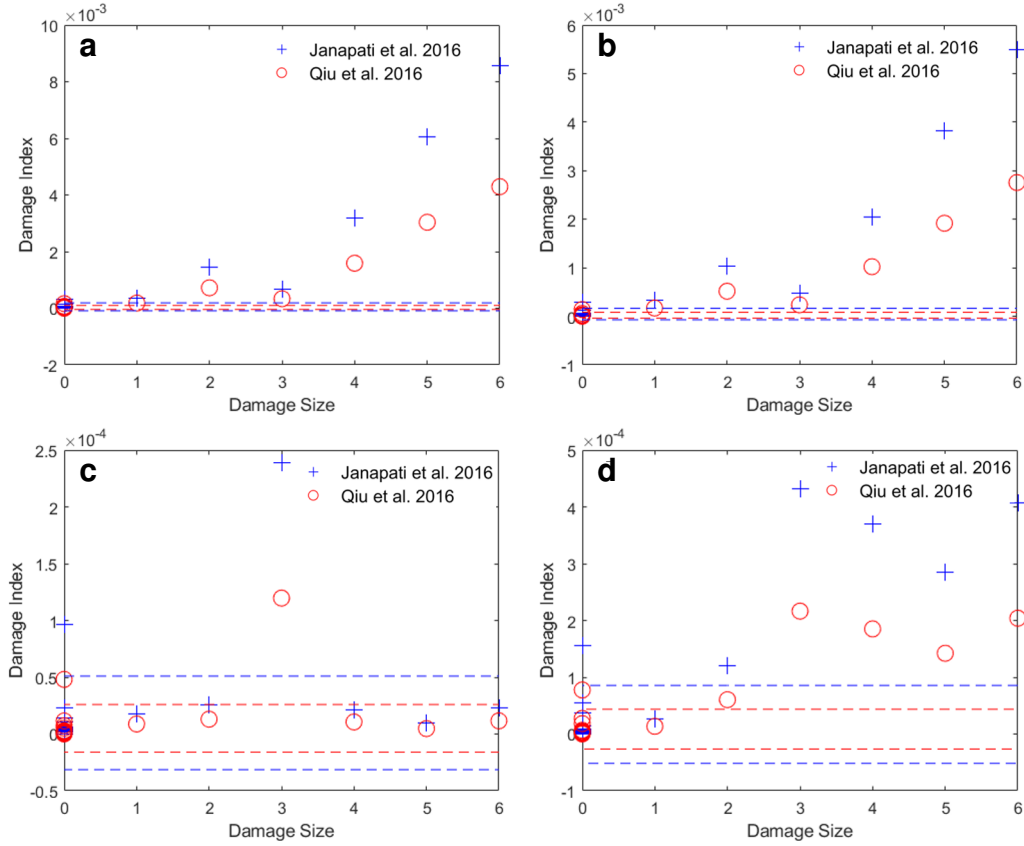 ×10⁻³
a
Janapati et al. 2016
Qiu et al. 2016
10
8
6
4
2
0
-2
0 1 2 3 4 5 6
Damage Index
Damage Size
×10⁻³
b
Janapati et al. 2016
Qiu et al. 2016
6
5
4
3
2
1
0
-1
0 1 2 3 4 5 6
Damage Index
Damage Size
×10⁻⁴
c
Janapati et al. 2016
Qiu et al. 2016
2.5
2
1.5
1
0.5
0
-0.5
0 1 2 3 4 5 6
Damage Index
Damage Size
×10⁻⁴
d
Janapati et al. 2016
Qiu et al. 2016
5
4
3
2
1
0
-1
0 1 2 3 4 5 6
Damage Index
Damage Size